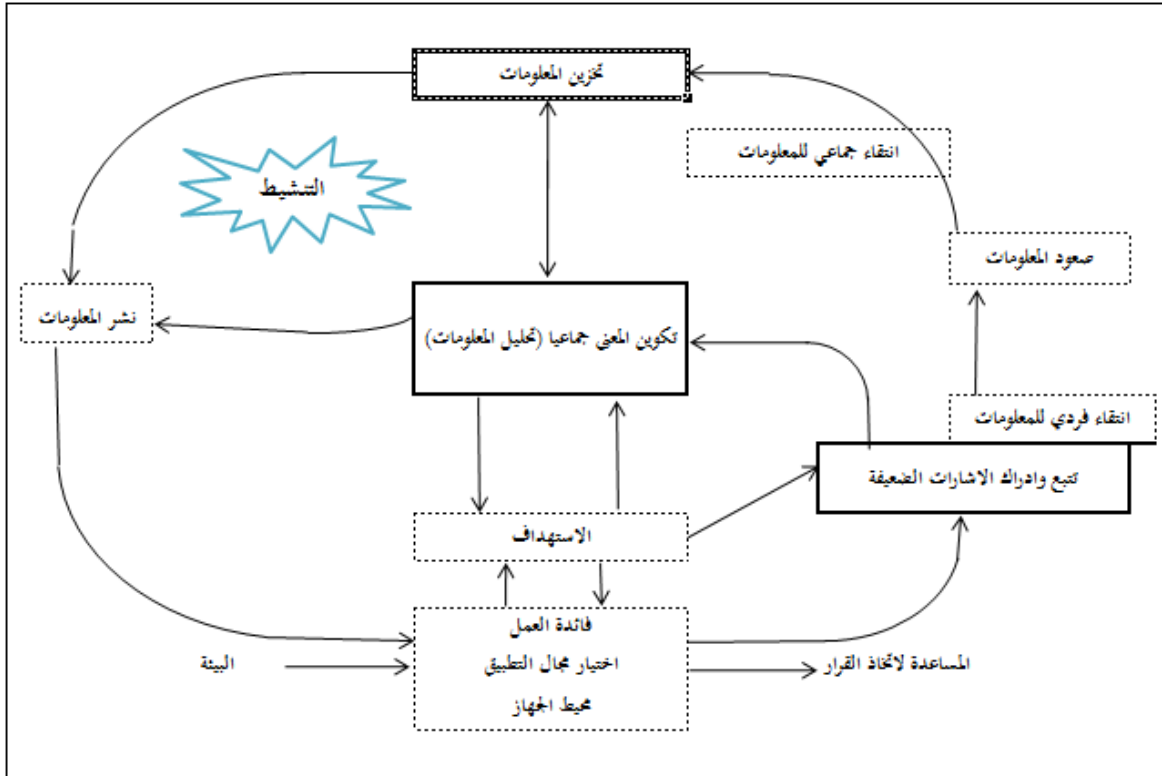 تخزين المعلومات
انتقاء جماعي للمعلومات
التنشيط
صعود المعلومات
نشر المعلومات
تكوين المعنى جماعيا (تحليل المعلومات)
انتقاء فردي للمعلومات
تتبع وادراك الاشارات الضعيفة
الاستهداف
فائدة العمل
المساعدة لاتخاذ القرار
اختيار مجال التطبيق
البيئة
محيط الجهاز